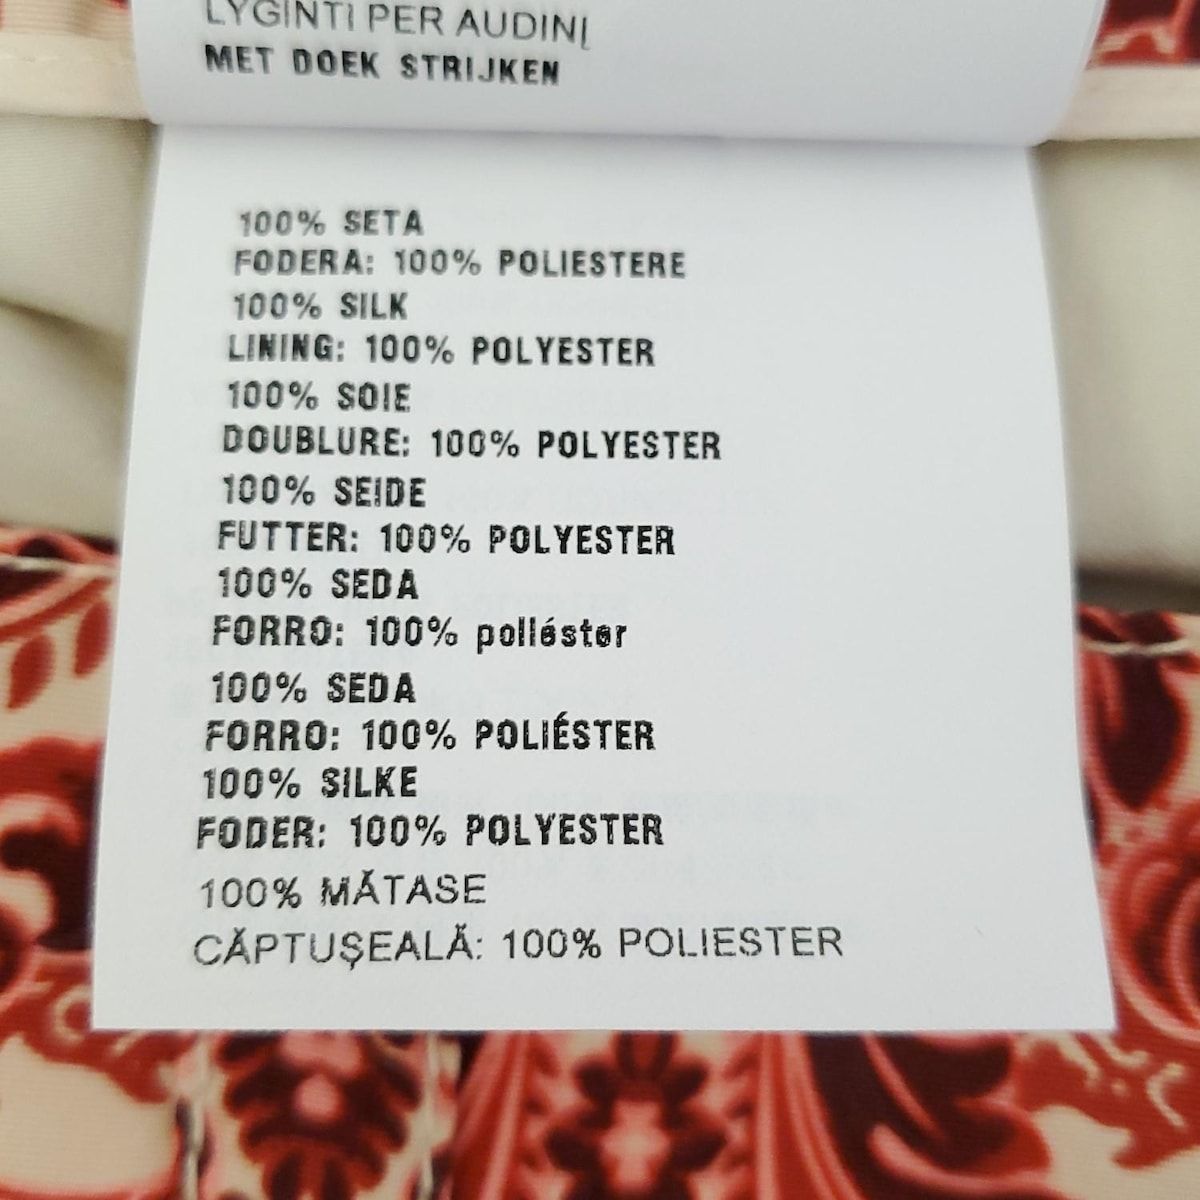 LYGINTI PER AUDINĮ
MET DOEK STRIJKEN
100% SETA
FODERA: 100% POLIESTERE
100% SILK
LINING: 100% POLYESTER
100% SOIE
DOUBLURE: 100% POLYESTER
100% SEIDE
FUTTER: 100% POLYESTER
100% SEDA
FORRO: 100% poliéster
100% SEDA
FORRO: 100% POLIÉSTER
100% SILKE
FODER: 100% POLYESTER
100% MĂTASE
CĂPTUŞEALĂ: 100% POLIESTER